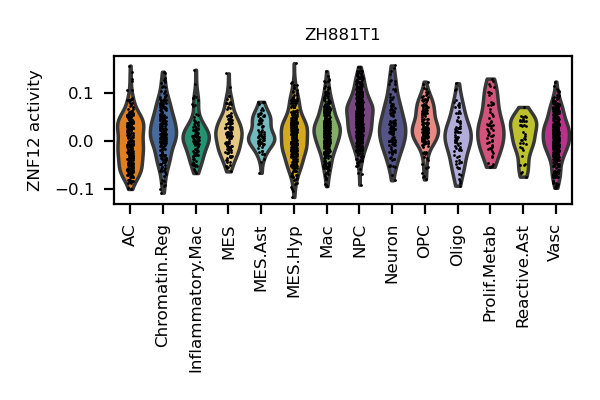 ZH881T1
ZNF12 activity
0.1
0.0
−0.1
AC
Chromatin.Reg
Inflammatory.Mac
MES
MES.Ast
MES.Hyp
Mac
NPC
Neuron
OPC
Oligo
Prolif.Metab
Reactive.Ast
Vasc